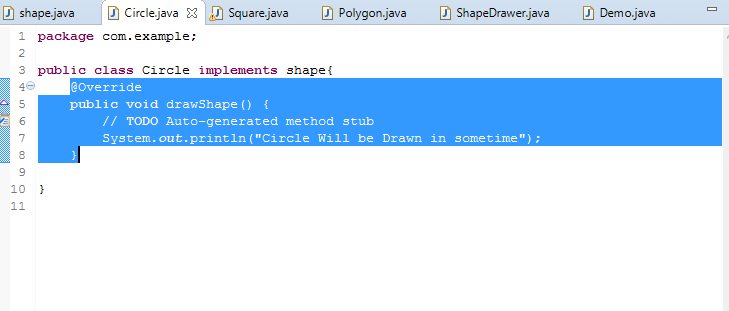 shape.java Circle.java Square.java Polygon.java ShapeDrawer.java Demo.java
1 package com.example;
2
3 public class Circle implements shape{
4 @Override
5 public void drawShape() {
6 // TODO Auto-generated method stub
7 System.out.println("Circle Will be Drawn in sometime");
8 }
9
10 }
11